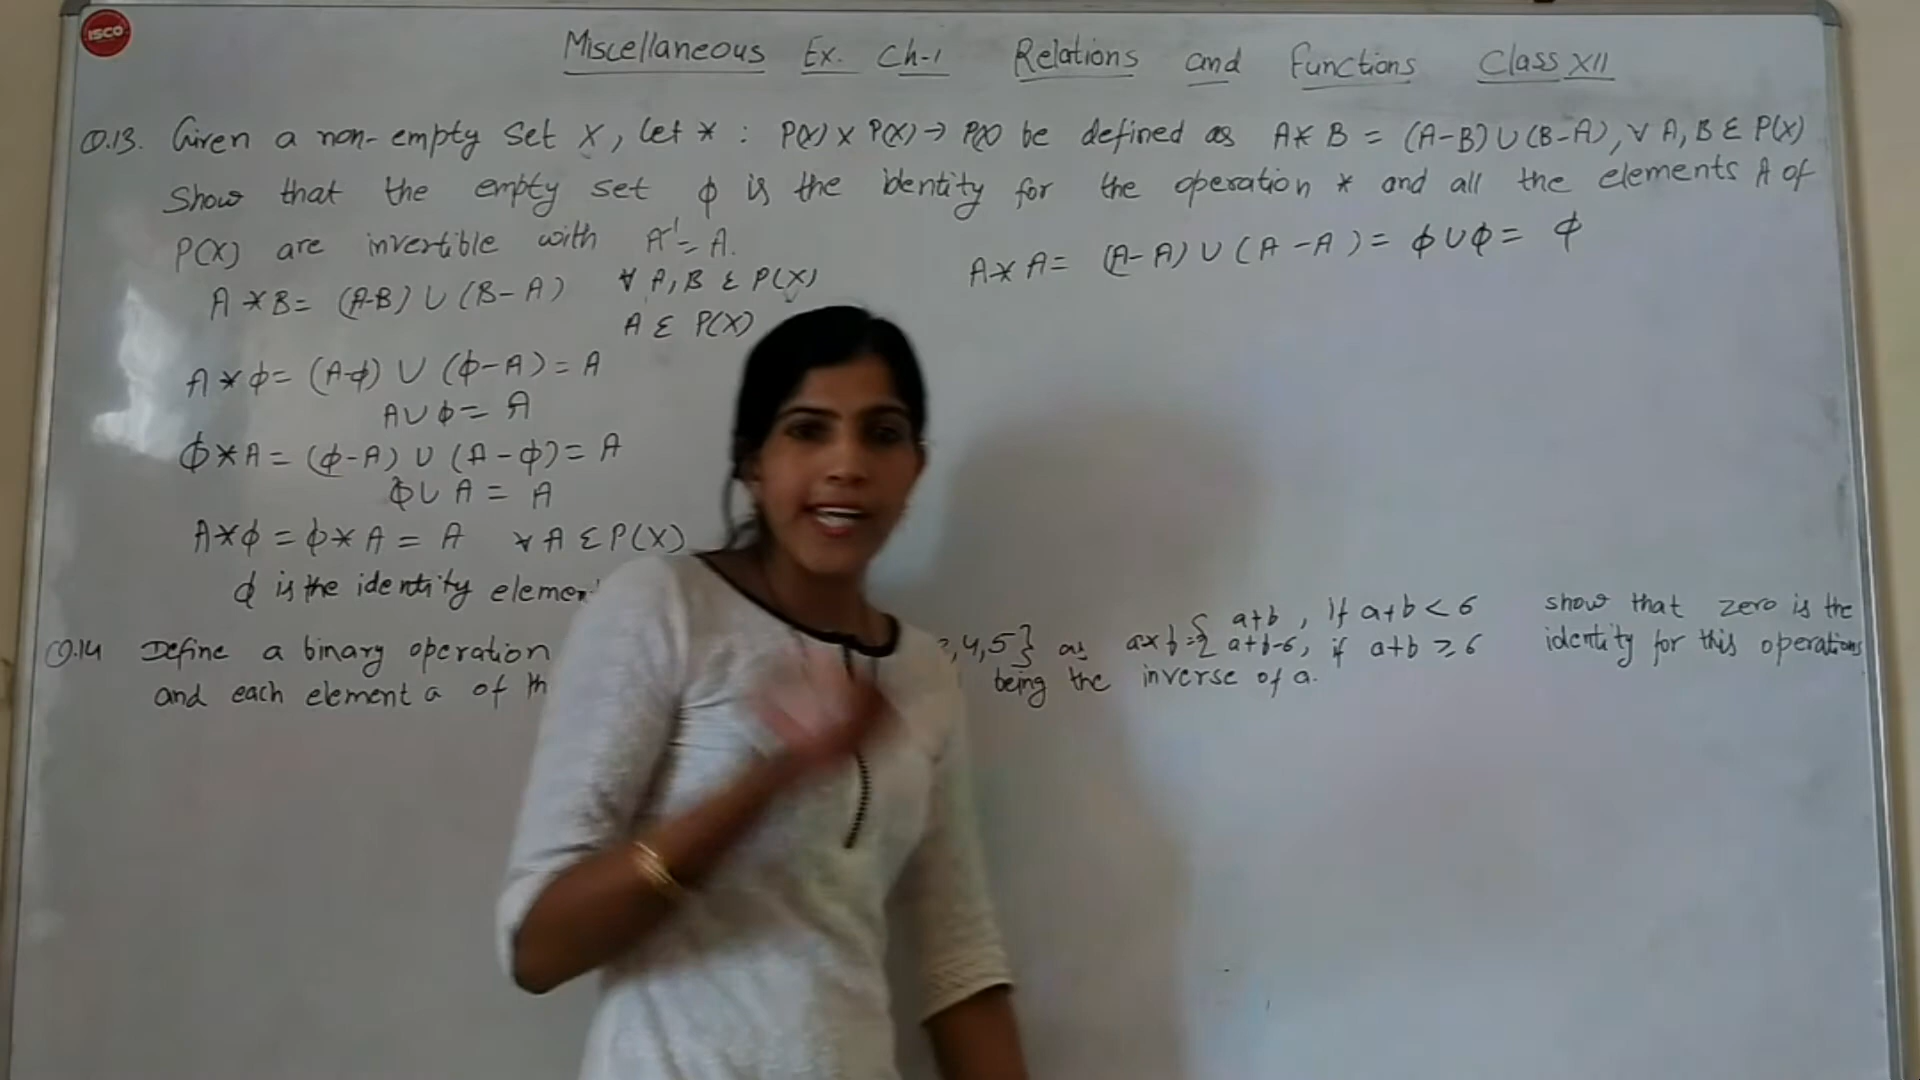 ISCO
Miscellaneous Ex. Ch-1 Relations and Functions Class XII
Q.13. Given a non-empty set X, let * : P(X) × P(X) → P(X) be defined as A * B = (A-B) ∪ (B-A), ∀ A, B ε P(X)
Show that the empty set ϕ is the identity for the operation * and all the elements A of
P(X) are invertible with A⁻¹ = A.
A * B = (A-B) ∪ (B-A) ∀ A, B ε P(X)
A ε P(X)
A * ϕ = (A-ϕ) ∪ (ϕ-A) = A
A ∪ ϕ = A
ϕ * A = (ϕ-A) ∪ (A-ϕ) = A
ϕ ∪ A = A
A * ϕ = ϕ * A = A ∀ A ε P(X)
ϕ is the identity elemen
A * A = (A-A) ∪ (A-A) = ϕ ∪ ϕ = ϕ
Q.14 Define a binary operation ,4,5} as a*b = { a+b, if a+b < 6 show that zero is the
a+b-6, if a+b ≥ 6 identity for this operations
and each element a of th being the inverse of a.